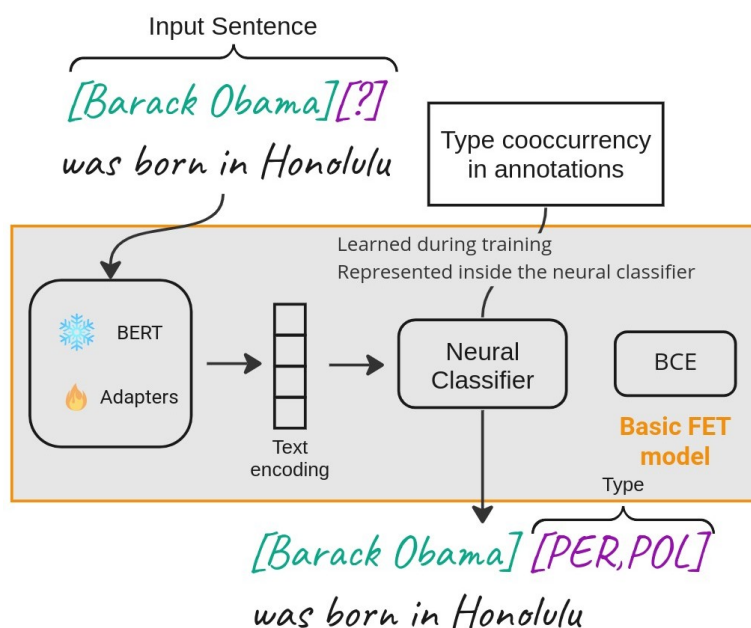 Input Sentence
[Barack Obama][?]
was born in Honolulu
Type cooccurrency
in annotations
Learned during training
Represented inside the neural classifier
BERT
Adapters
Text
encoding
Neural
Classifier
BCE
Basic FET
model
Type
[Barack Obama] [PER,POL]
was born in Honolulu